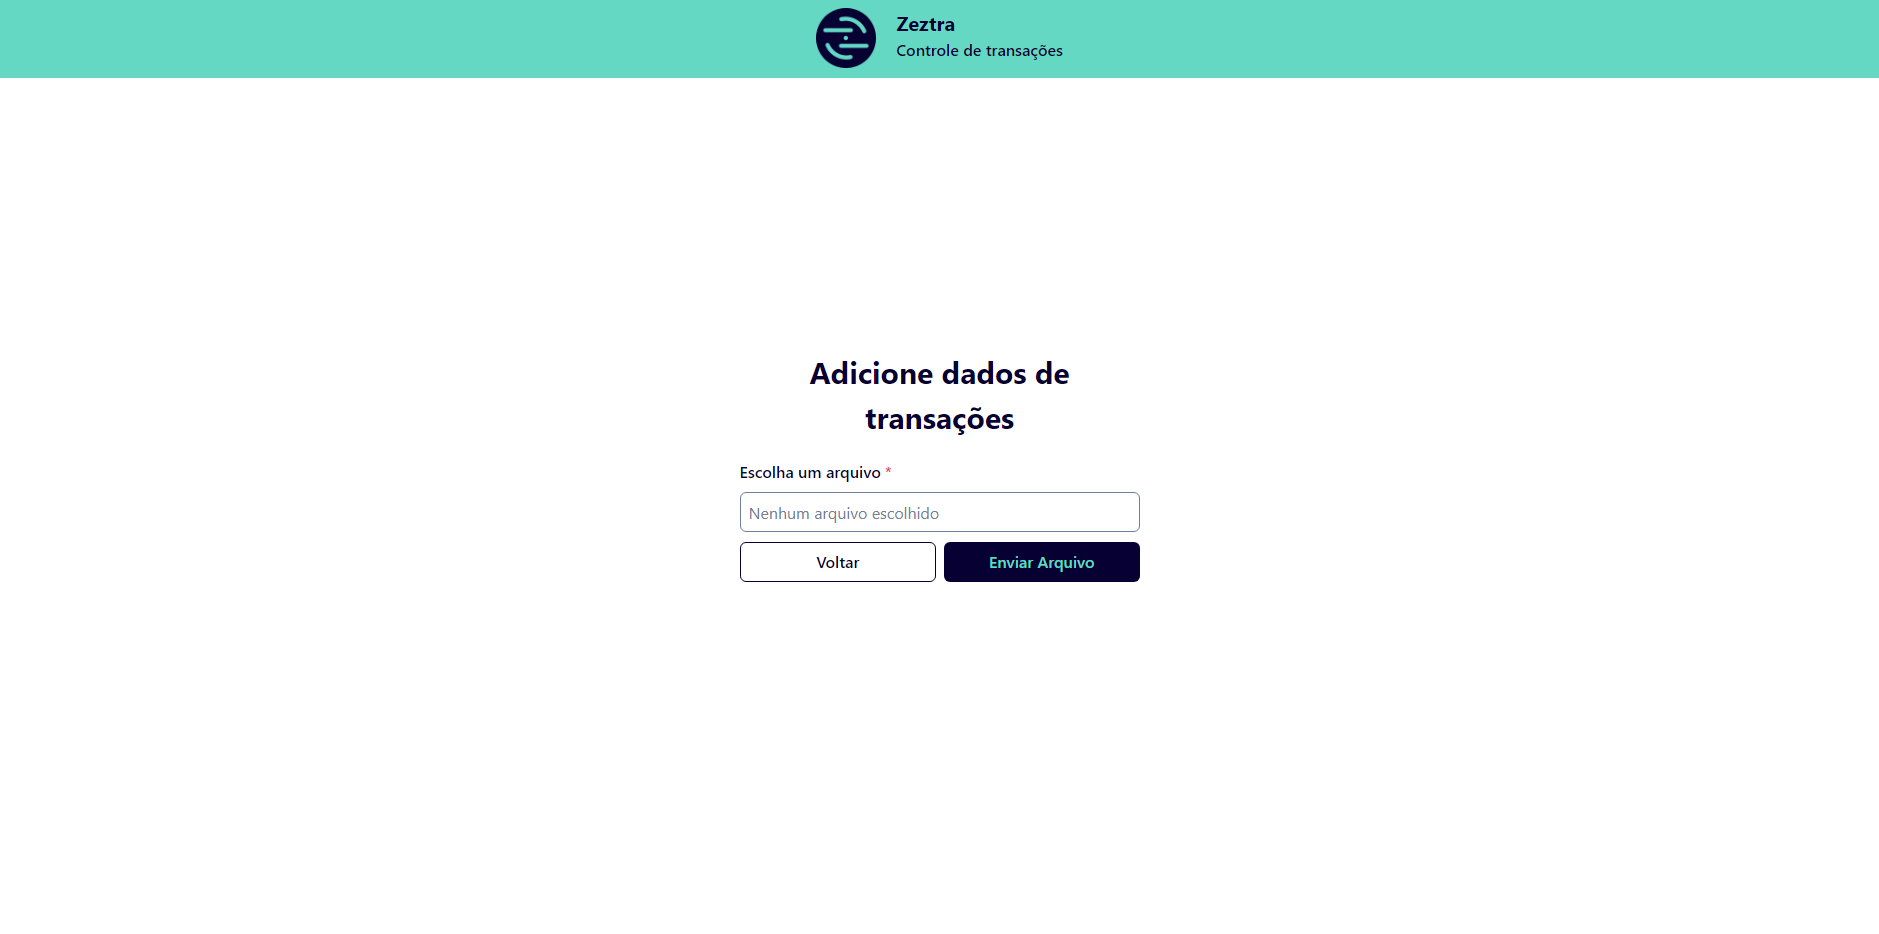 Zeztra
Controle de transações
Adicione dados de
transações
Escolha um arquivo *
Nenhum arquivo escolhido
Voltar
Enviar Arquivo